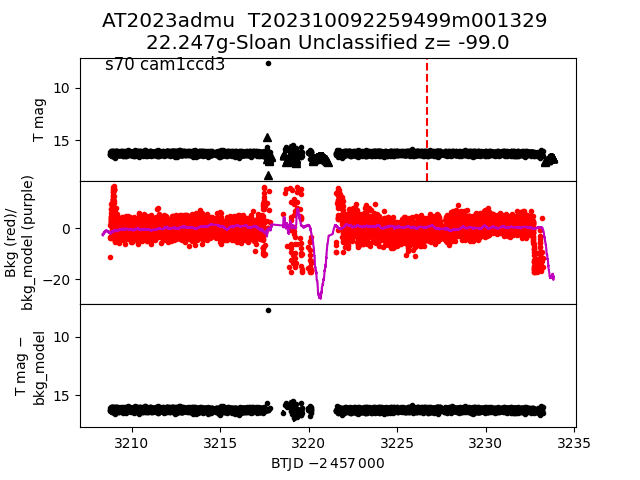 AT2023admu T202310092259499m001329
22.247g-Sloan Unclassified z= -99.0
s70 cam1ccd3
10
15
T mag
0
−20
Bkg (red)/
bkg_model (purple)
10
15
T mag −
bkg_model
3210 3215 3220 3225 3230 3235
BTJD −2 457 000